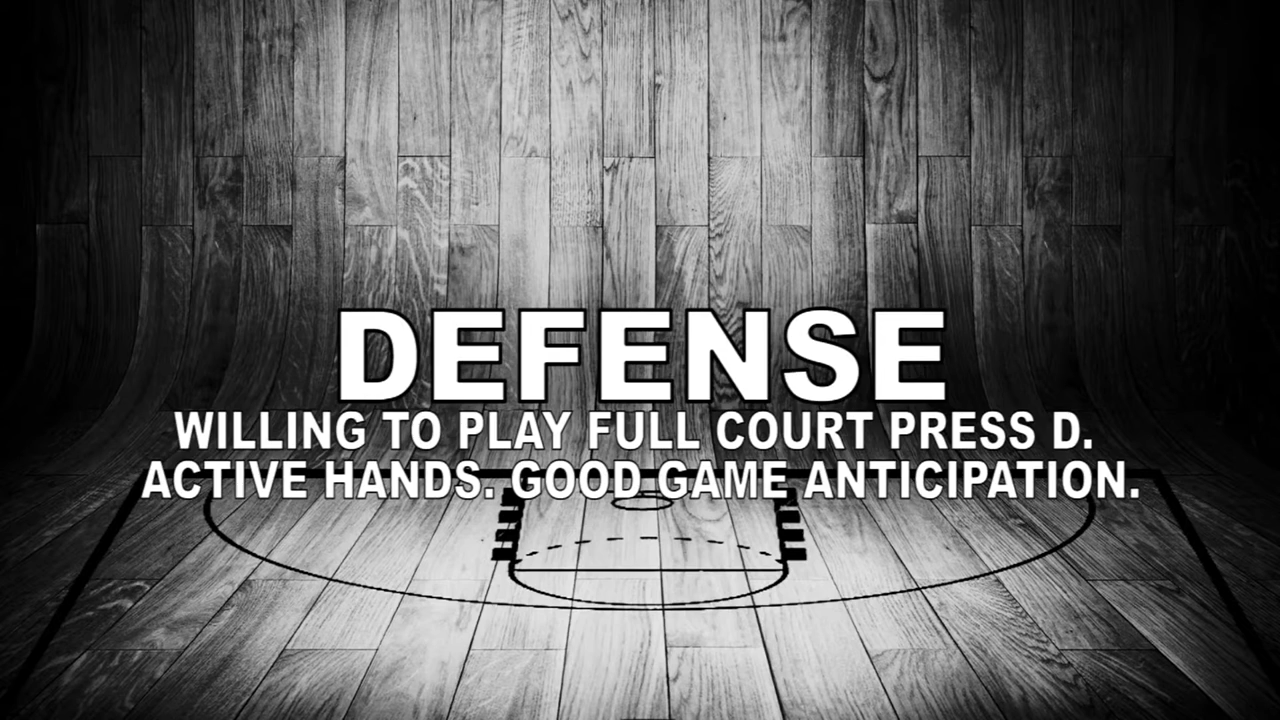 DEFENSE
WILLING TO PLAY FULL COURT PRESS D.
ACTIVE HANDS. GOOD GAME ANTICIPATION.